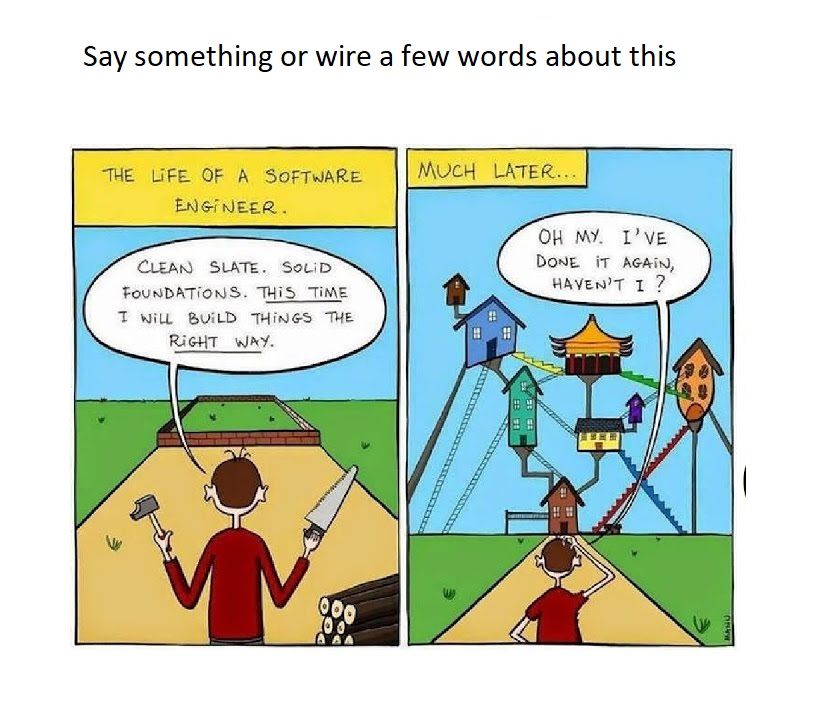 Say something or wire a few words about this
THE LiFE OF A SOFTWARE
ENGiNEER.
CLEAN SLATE. SOLiD
FOUNDATiONS. THiS TiME
I WiLL BUiLD THiNGS THE
RiGHT WAY.
MUCH LATER...
OH MY. I'VE
DONE iT AGAiN,
HAVEN'T I ?
MANU